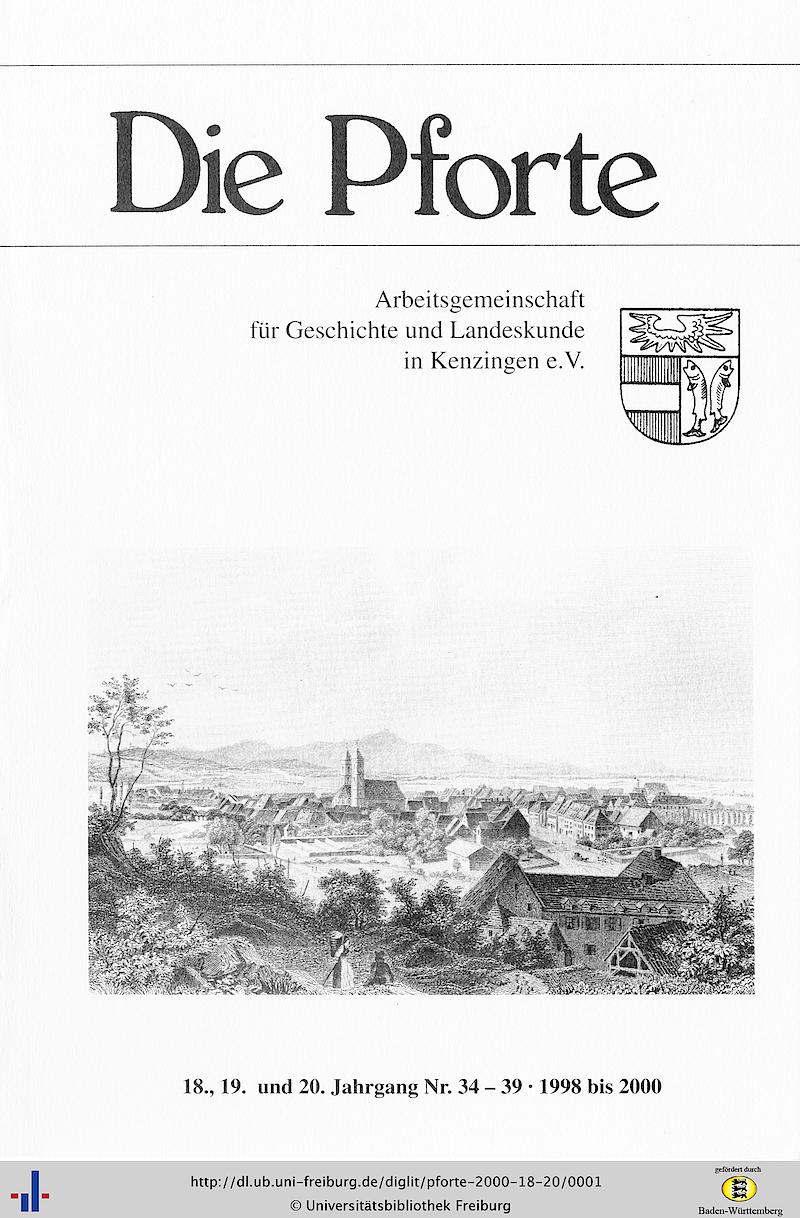 Die Pforte
Arbeitsgemeinschaft
für Geschichte und Landeskunde
in Kenzingen e.V.
18., 19. und 20. Jahrgang Nr. 34 – 39 · 1998 bis 2000
http://dl.ub.uni-freiburg.de/diglit/pforte-2000-18-20/0001
© Universitätsbibliothek Freiburg
gefördert durch
Baden-Württemberg